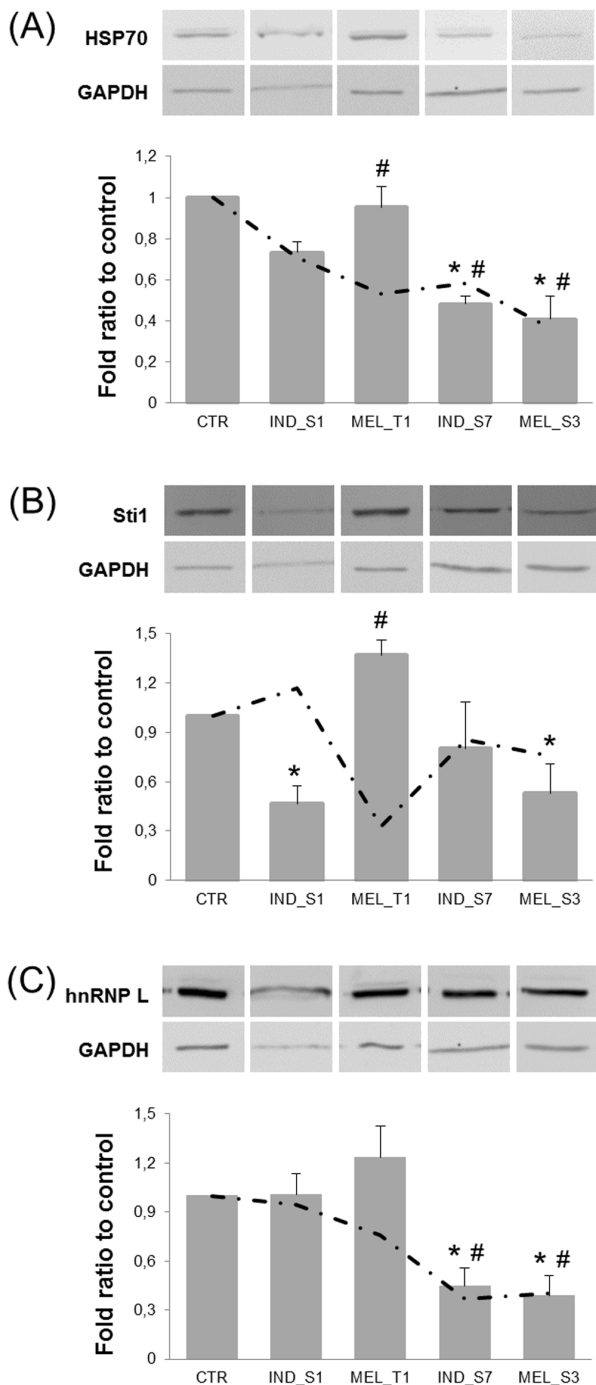 (A)
HSP70
GAPDH
Fold ratio to control
1,2
#
1
0,8
* #
* #
0,6
0,4
0,2
0
CTR IND_S1 MEL_T1 IND_S7 MEL_S3
(B)
Sti1
GAPDH
Fold ratio to control
#
1,5
1,2
0,9
*
*
0,6
0,3
0
CTR IND_S1 MEL_T1 IND_S7 MEL_S3
(C)
hnRNP L
GAPDH
Fold ratio to control
1,5
1,2
0,9
* #
* #
0,6
0,3
0
CTR IND_S1 MEL_T1 IND_S7 MEL_S3